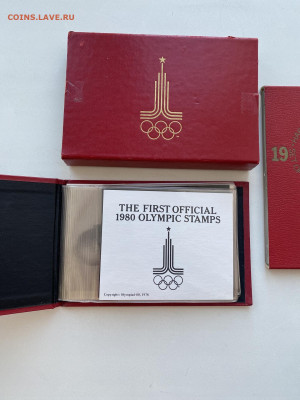 COINS.LAVE.RU
19
THE FIRST OFFICIAL
1980 OLYMPIC STAMPS